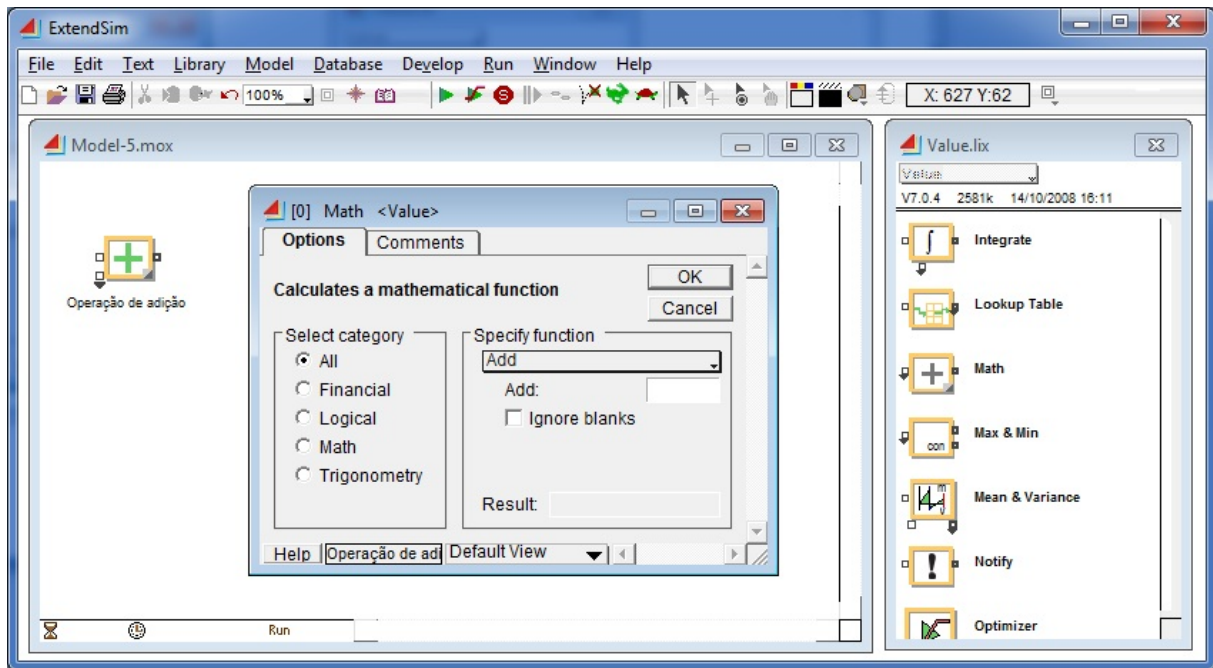 ExtendSim
File Edit Text Library Model Database Develop Run Window Help
100% X: 627 Y:62
Model-5.mox
Operação de adição
[0] Math <Value>
Options Comments
Calculates a mathematical function
OK
Cancel
Select category
All
Financial
Logical
Math
Trigonometry
Specify function
Add
Add:
Ignore blanks
Result:
Help Operação de adi Default View
Run
Value.lix
Value
V7.0.4 2581k 14/10/2008 16:11
Integrate
Lookup Table
Math
con Max & Min
Mean & Variance
Notify
Optimizer